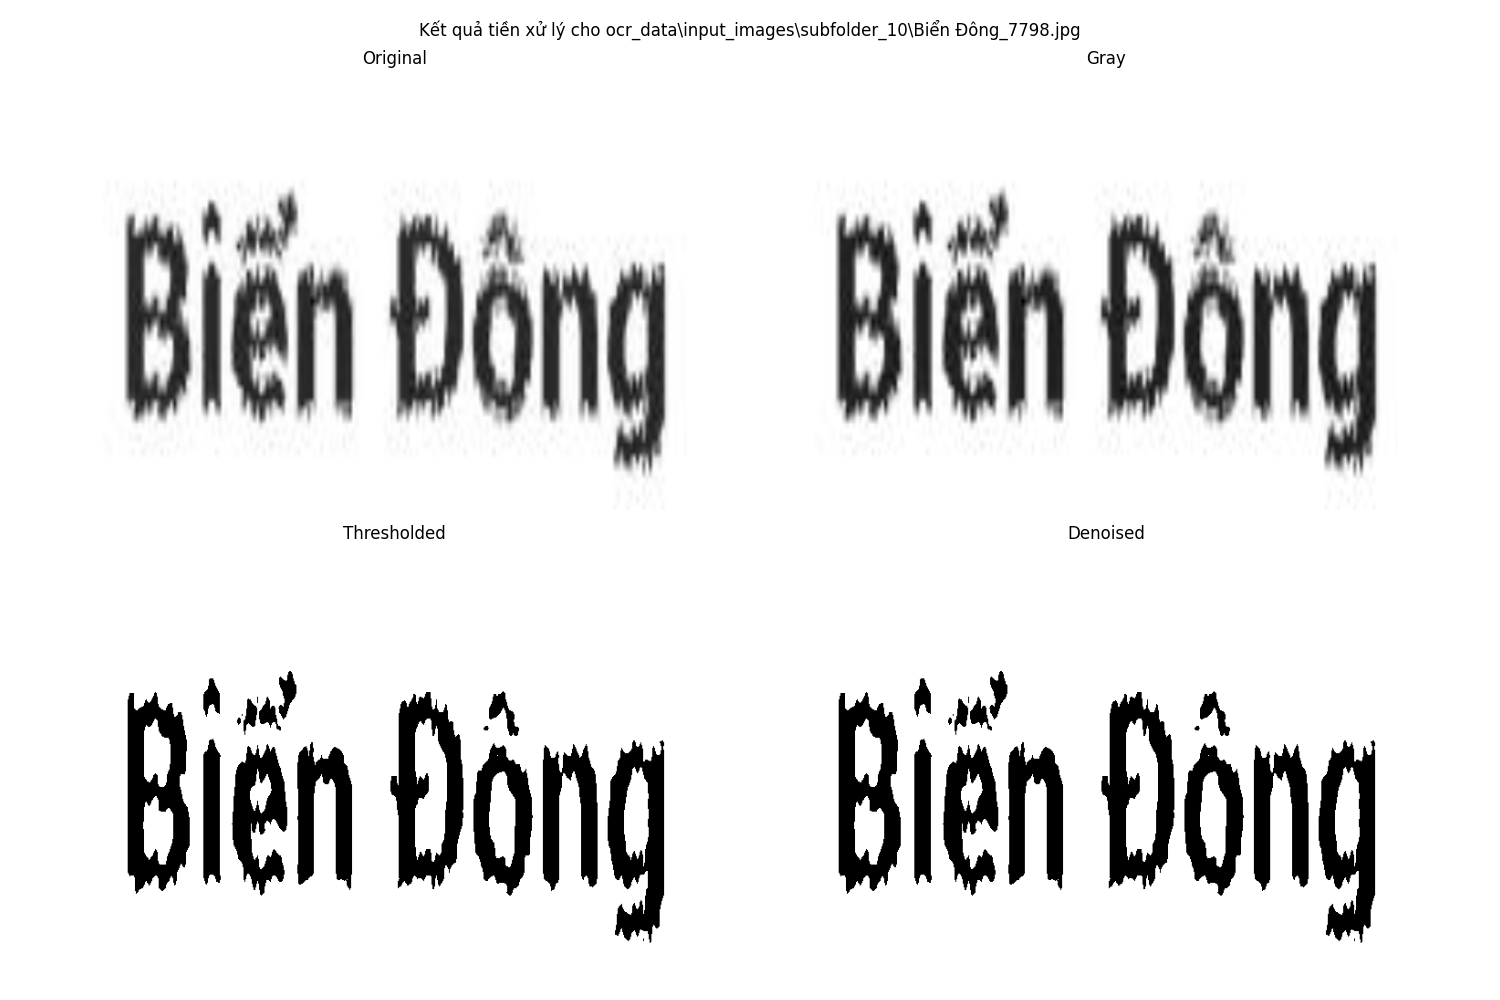 Kết quả tiền xử lý cho ocr_data\input_images\subfolder_10\Biển Đông_7798.jpg
Original
Gray
Biển Đông
Biển Đông
Thresholded
Denoised
Biển Đông
Biển Đông